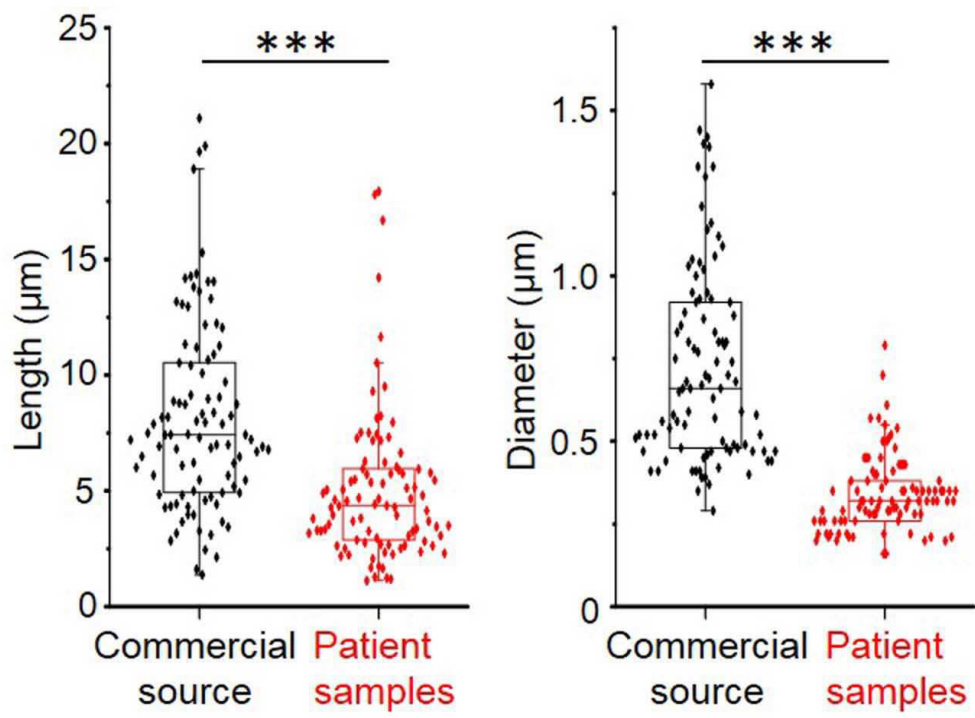 ***
***
25
20
15
10
5
0
Length (μm)
1.5
1.0
0.5
0
Diameter (μm)
Commercial source
Patient samples
Commercial source
Patient samples